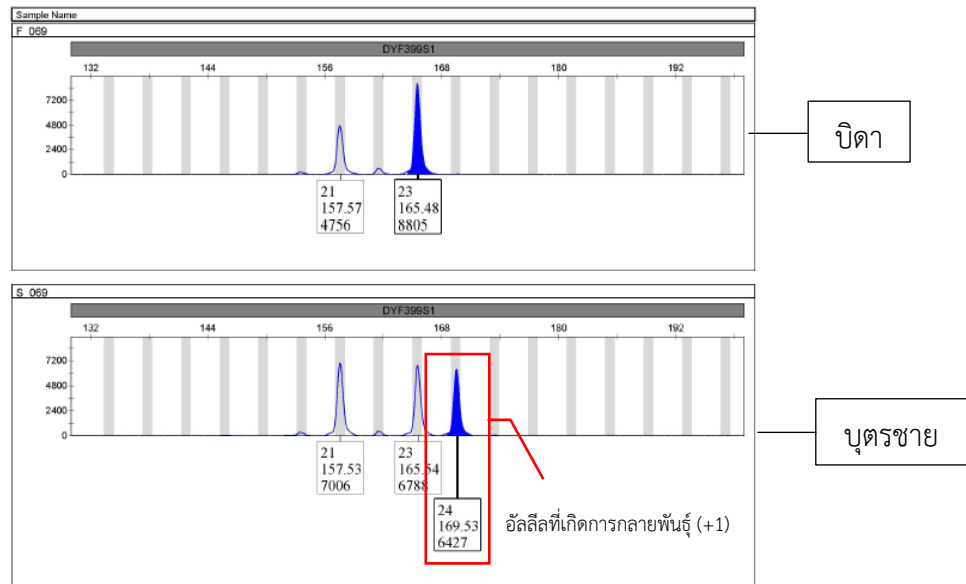 Sample Name
F_069
DYF399S1
132 144 156 168 180 192
7200
4800
2400
0
21
157.57
4756
23
165.48
8805
บิดา
S_069
DYF399S1
132 144 156 168 180 192
7200
4800
2400
0
21
157.53
7006
23
165.54
6788
24
169.53
6427
อัลลีลที่เกิดการกลายพันธุ์ (+1)
บุตรชาย